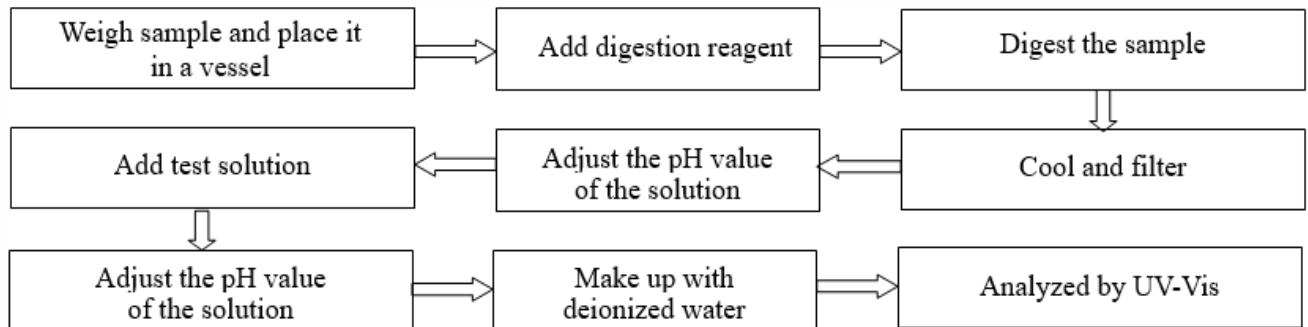 Weigh sample and place it
in a vessel
Add digestion reagent
Digest the sample
Cool and filter
Adjust the pH value
of the solution
Add test solution
Adjust the pH value
of the solution
Make up with
deionized water
Analyzed by UV-Vis